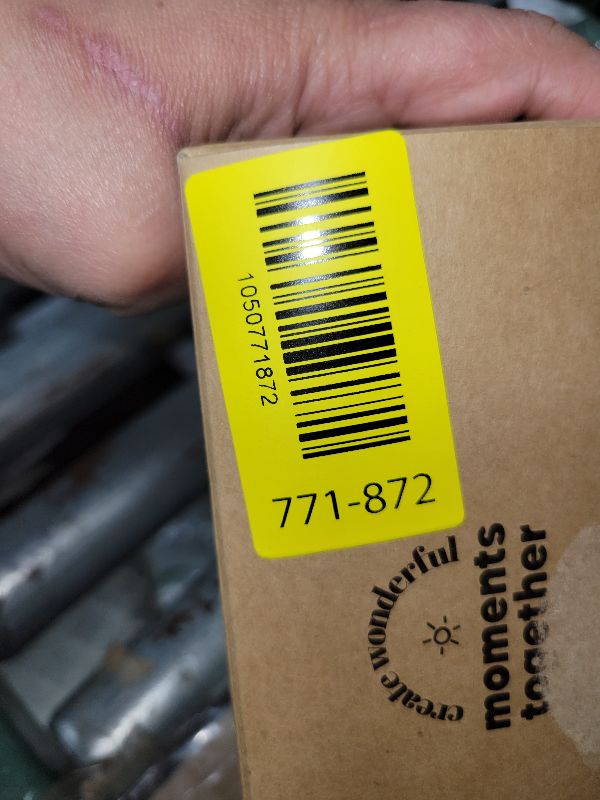 1050771872
771-872
create wonderful
moments
together